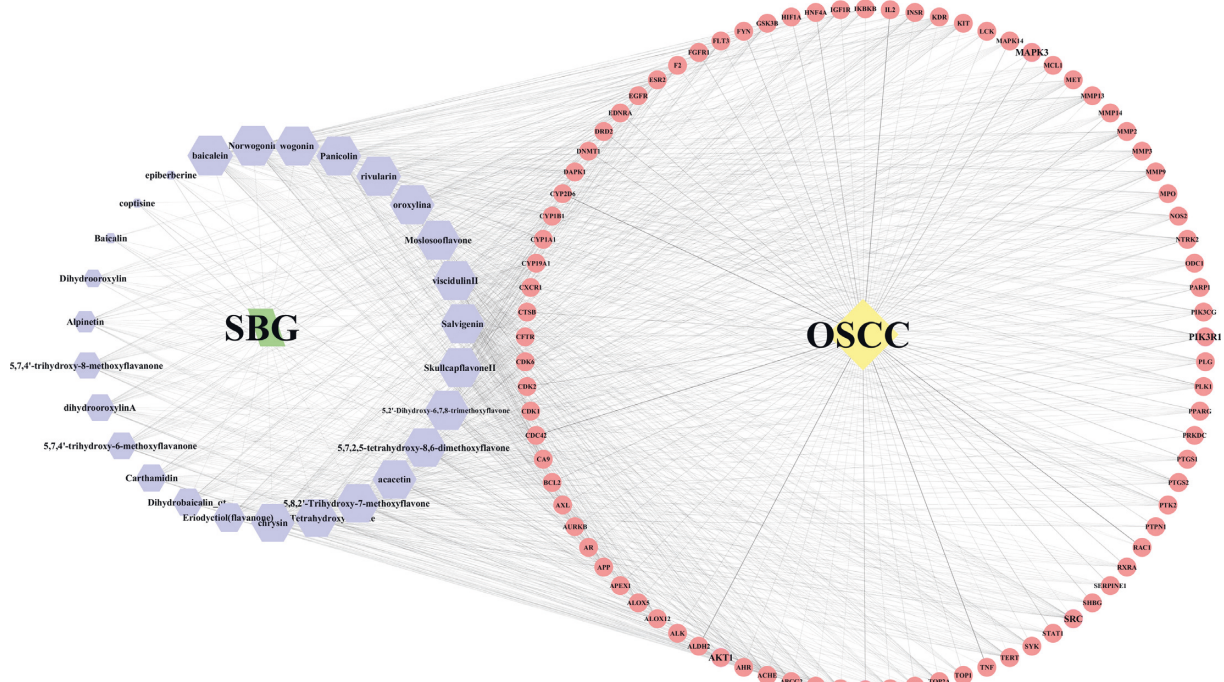 SBG
OSCC
baicalein
Norwogonin
wogonin
Panicolin
rivularin
oroxylina
Moslosooflavone
viscidulinII
Salvigenin
SkullcapflavoneII
5,2'-Dihydroxy-6,7,8-trimethoxyflavone
5,7,2,5-tetrahydroxy-8,6-dimethoxyflavone
acacetin
5,8,2'-Trihydroxy-7-methoxyflavone
Tetrahydroxy
chrysin
Eriodyctiol(flavanone)
Dihydrobaicalin_gt
Carthamidin
5,7,4'-trihydroxy-6-methoxyflavanone
dihydrooroxylinA
5,7,4'-trihydroxy-8-methoxyflavanone
Alpinetin
Dihydrooroxylin
Baicalin
coptisine
epiberberine
IKBKB
IL2
INSR
KDR
KIT
LCK
MAPK14
MAPK3
MCL1
MET
MMP13
MMP14
MMP2
MMP3
MMP9
MPO
NOS2
NTRK2
ODC1
PARP1
PIK3CG
PIK3R1
PLG
PLK1
PPARG
PRKDC
PTGS1
PTGS2
PTK2
PTPN1
RAC1
RXRA
SERPINE1
SHBG
SRC
STAT1
SYK
TERT
TNF
TOP1
TOP2A
ABCG2
ACHE
AHR
AKT1
ALDH2
ALK
ALOX12
ALOX5
APEX1
APP
AR
AURKB
AXL
BCL2
CA9
CDC42
CDK1
CDK2
CDK6
CFTR
CTSB
CXCR1
CYP19A1
CYP1A1
CYP1B1
CYP2D6
DAPK1
DNMT1
DRD2
EDNRA
EGFR
ESR2
F2
FGFR1
FLT3
FYN
GSK3B
HIF1A
HNF4A
IGF1R